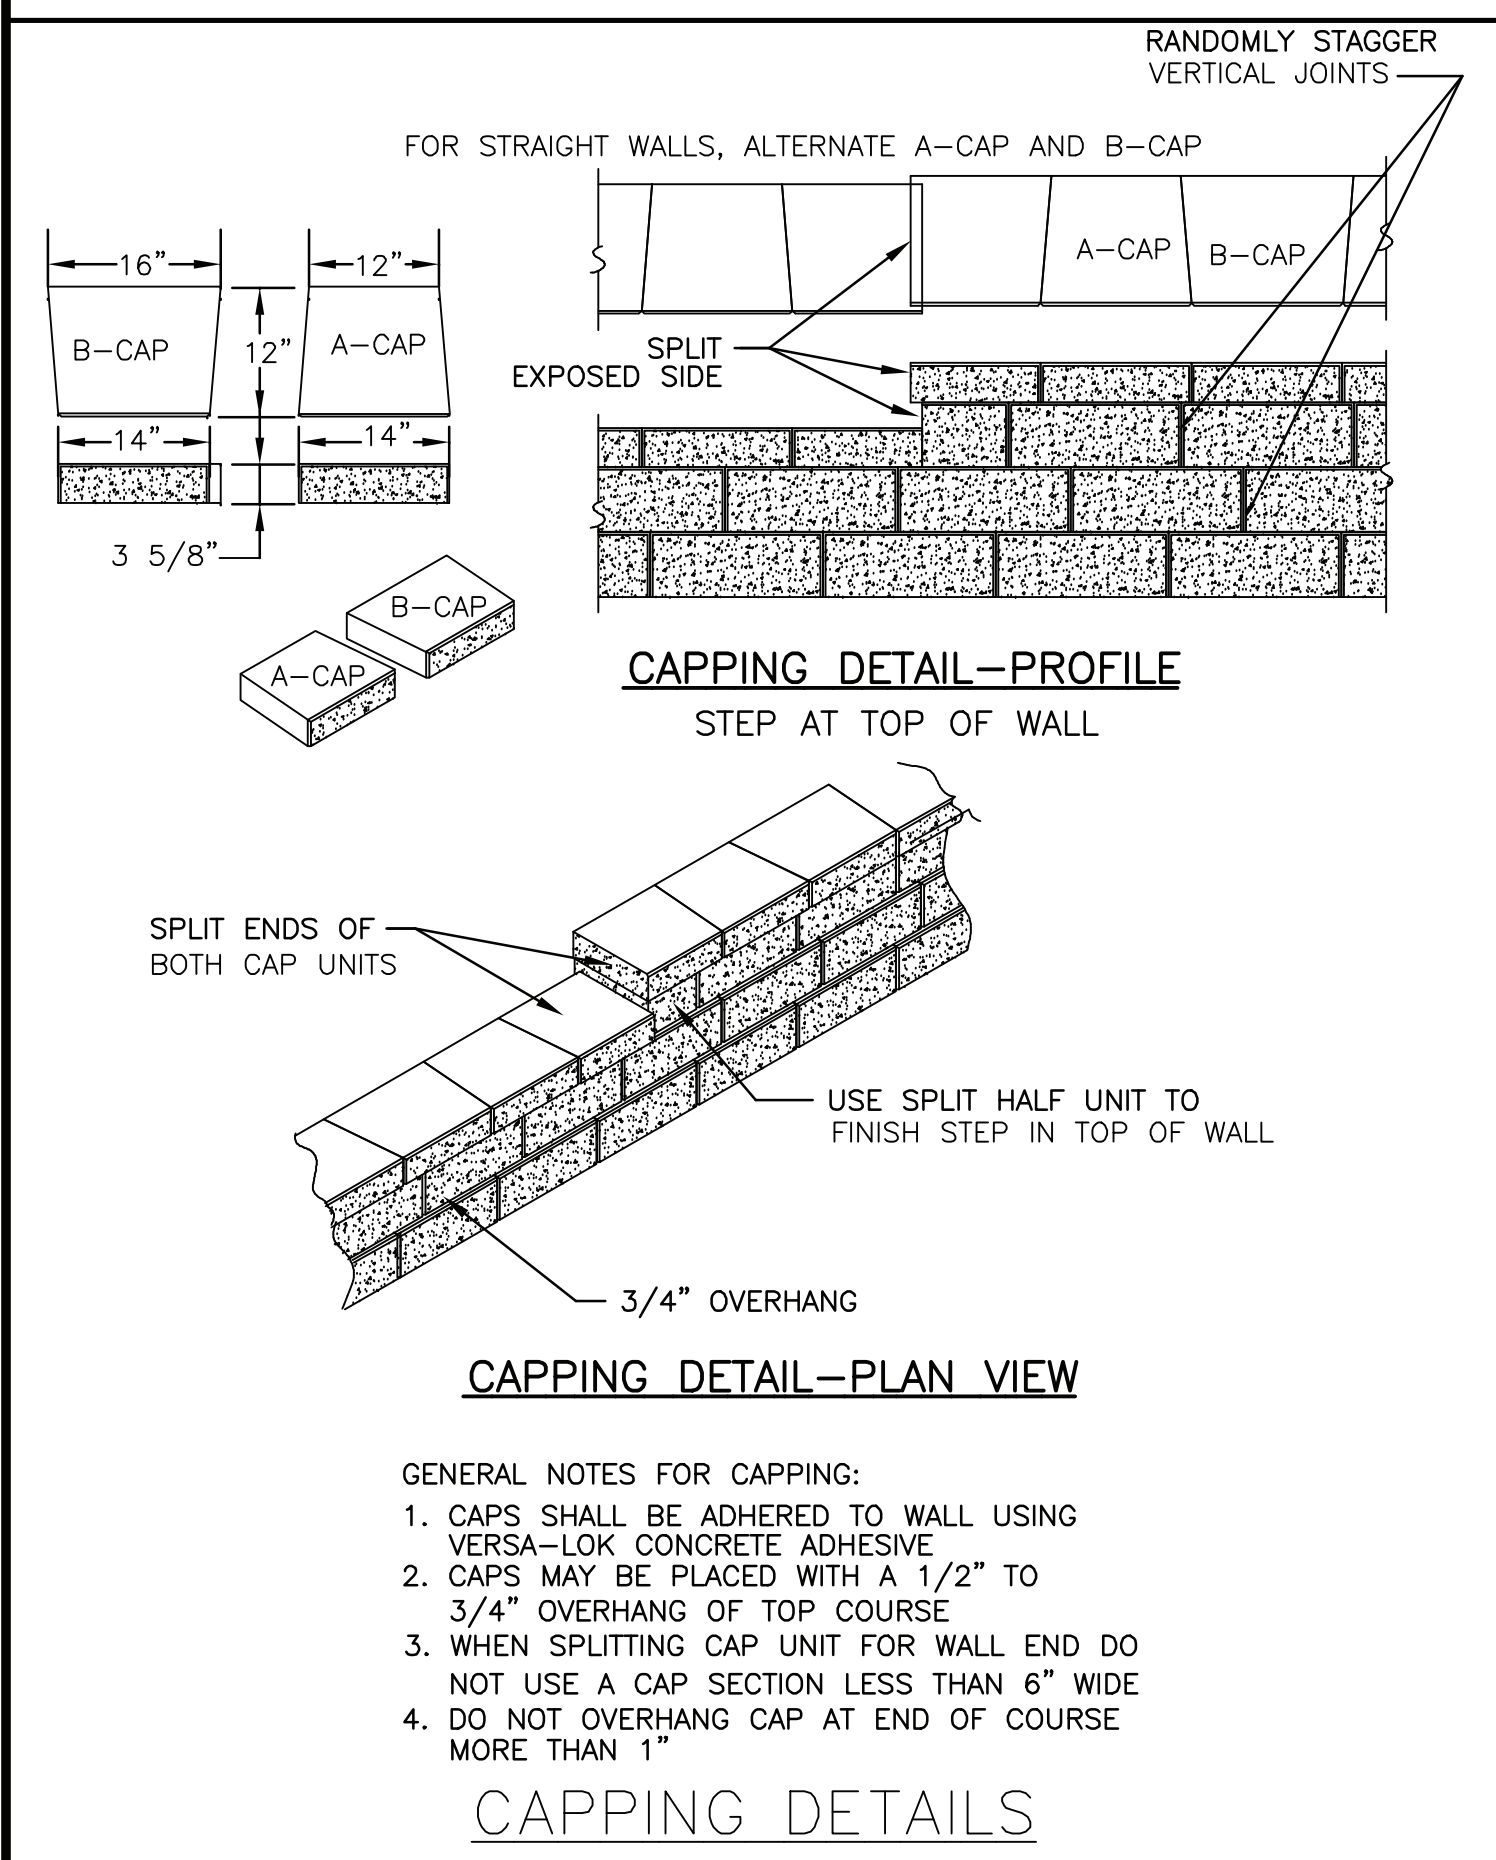 RANDOMLY STAGGER
VERTICAL JOINTS
FOR STRAIGHT WALLS, ALTERNATE A-CAP AND B-CAP
16"
12"
B-CAP
12"
A-CAP
14"
14"
3 5/8"
A-CAP
B-CAP
SPLIT
EXPOSED SIDE
B-CAP
A-CAP
CAPPING DETAIL-PROFILE
STEP AT TOP OF WALL
SPLIT ENDS OF
BOTH CAP UNITS
USE SPLIT HALF UNIT TO
FINISH STEP IN TOP OF WALL
3/4" OVERHANG
CAPPING DETAIL-PLAN VIEW
GENERAL NOTES FOR CAPPING:
1. CAPS SHALL BE ADHERED TO WALL USING
VERSA-LOK CONCRETE ADHESIVE
2. CAPS MAY BE PLACED WITH A 1/2" TO
3/4" OVERHANG OF TOP COURSE
3. WHEN SPLITTING CAP UNIT FOR WALL END DO
NOT USE A CAP SECTION LESS THAN 6" WIDE
4. DO NOT OVERHANG CAP AT END OF COURSE
MORE THAN 1"
CAPPING DETAILS